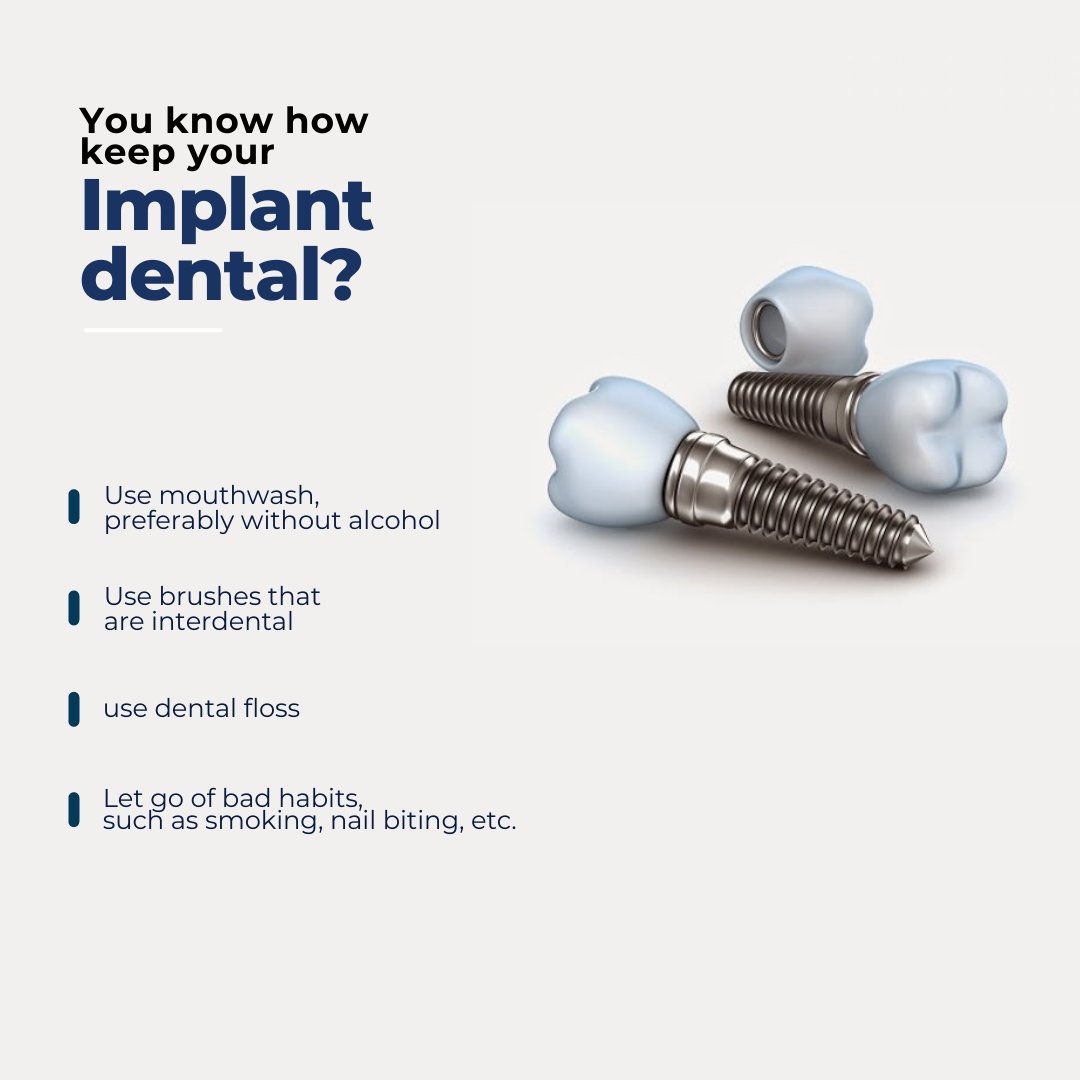 You know how
keep your
Implant
dental?
Use mouthwash,
preferably without alcohol
Use brushes that
are interdental
use dental floss
Let go of bad habits,
such as smoking, nail biting, etc.